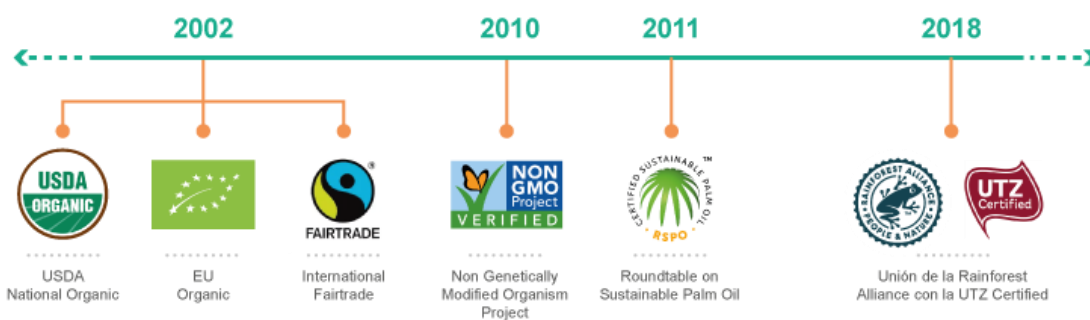 2002
2010
2011
2018
USDA
ORGANIC
FAIRTRADE
®
NON
GMO
Project
VERIFIED
CERTIFIED SUSTAINABLE PALM OIL
™
RSPO
RAINFOREST ALLIANCE
PEOPLE & NATURE
UTZ
Certified
USDA
National Organic
EU
Organic
International
Fairtrade
Non Genetically
Modified Organism
Project
Roundtable on
Sustainable Palm Oil
Unión de la Rainforest
Alliance con la UTZ Certified